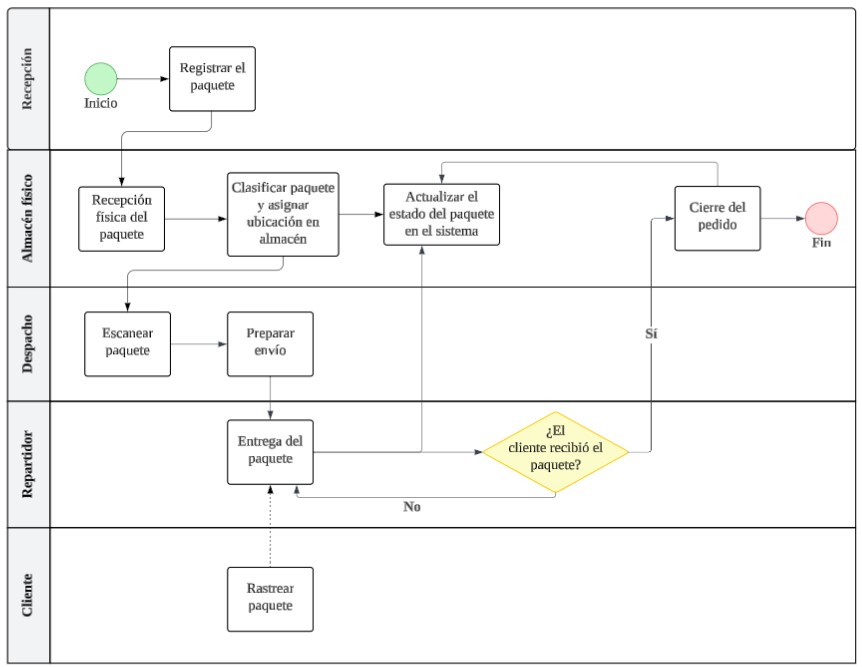 Recepción
Inicio
Registrar el
paquete
Almacén físico
Recepción
física del
paquete
Clasificar paquete
y asignar
ubicación en
almacén
Actualizar el
estado del paquete
en el sistema
Cierre del
pedido
Fin
Despacho
Escanear
paquete
Preparar
envío
Sí
Repartidor
Entrega del
paquete
¿El
cliente recibió el
paquete?
No
Cliente
Rastrear
paquete